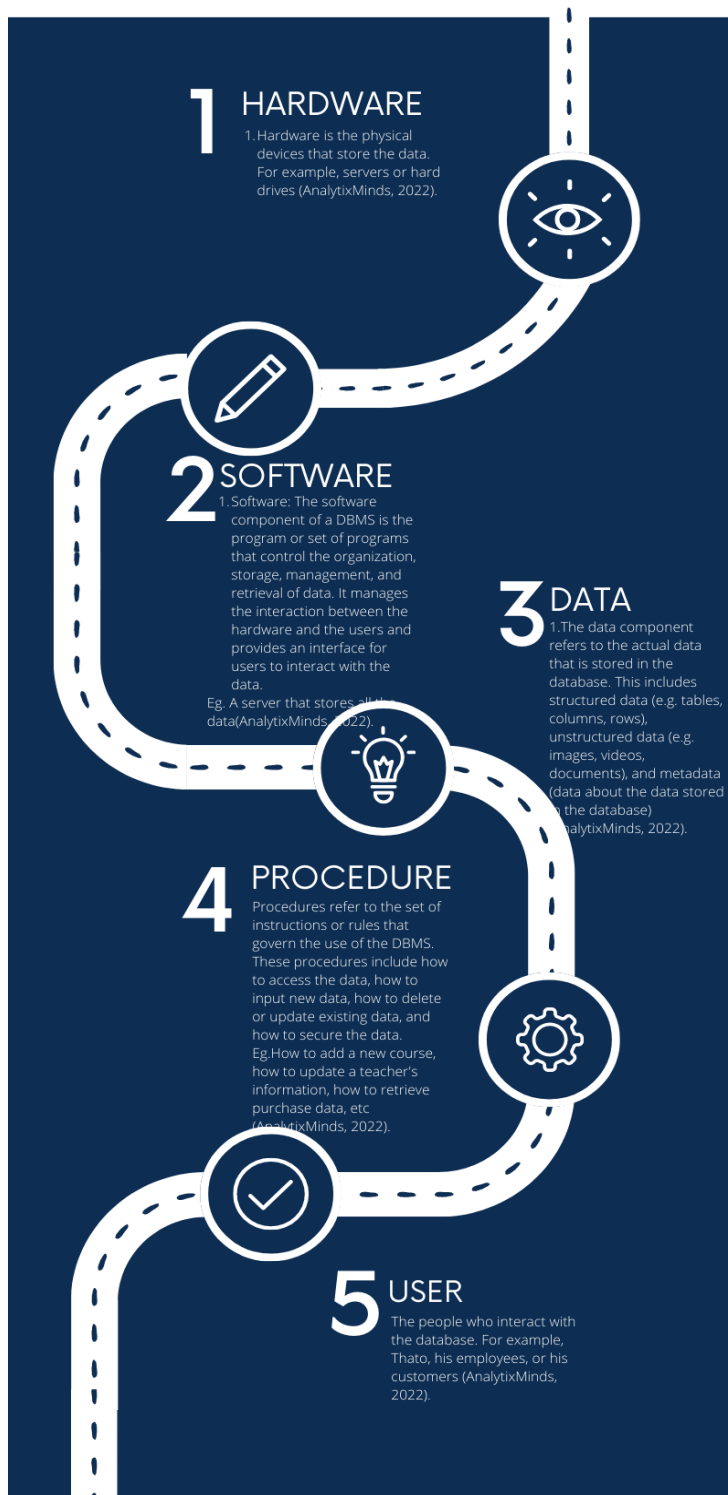 1 HARDWARE
1. Hardware is the physical
devices that store the data.
For example, servers or hard
drives (AnalytixMinds, 2022).
2 SOFTWARE
1. Software: The software
component of a DBMS is the
program or set of programs
that control the organization,
storage, management, and
retrieval of data. It manages
the interaction between the
hardware and the users and
provides an interface for
users to interact with the
data.
Eg. A server that stores all the
data(AnalytixMinds, 2022).
3 DATA
1.The data component
refers to the actual data
that is stored in the
database. This includes
structured data (e.g. tables,
columns, rows),
unstructured data (e.g.
images, videos,
documents), and metadata
(data about the data stored
in the database)
(AnalytixMinds, 2022).
4 PROCEDURE
Procedures refer to the set of
instructions or rules that
govern the use of the DBMS.
These procedures include how
to access the data, how to
input new data, how to delete
or update existing data, and
how to secure the data.
Eg.How to add a new course,
how to update a teacher's
information, how to retrieve
purchase data, etc
(AnalytixMinds, 2022).
5 USER
The people who interact with
the database. For example,
Thato, his employees, or his
customers (AnalytixMinds,
2022).